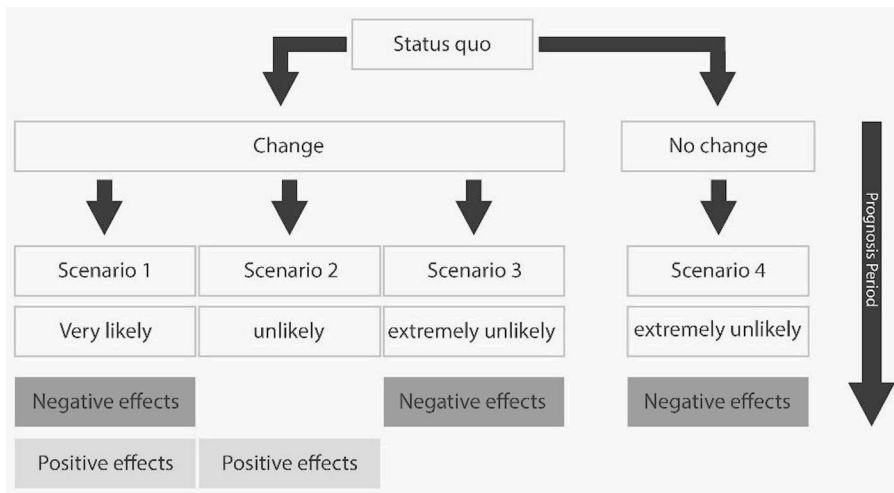 Status quo
Change
No change
Scenario 1
Scenario 2
Scenario 3
Scenario 4
Very likely
unlikely
extremely unlikely
extremely unlikely
Negative effects
Negative effects
Negative effects
Positive effects
Positive effects
Prognosis Period